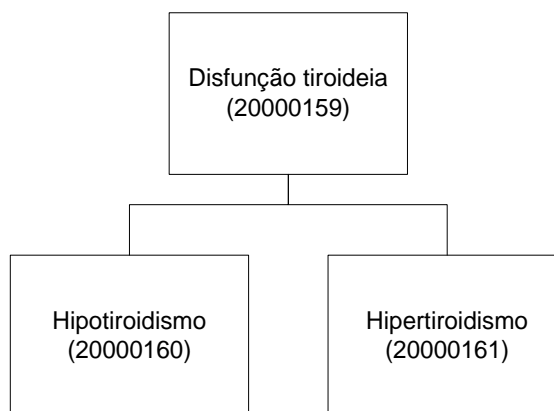 Disfunção tiroideia
(20000159)
Hipotiroidismo
(20000160)
Hipertiroidismo
(20000161)